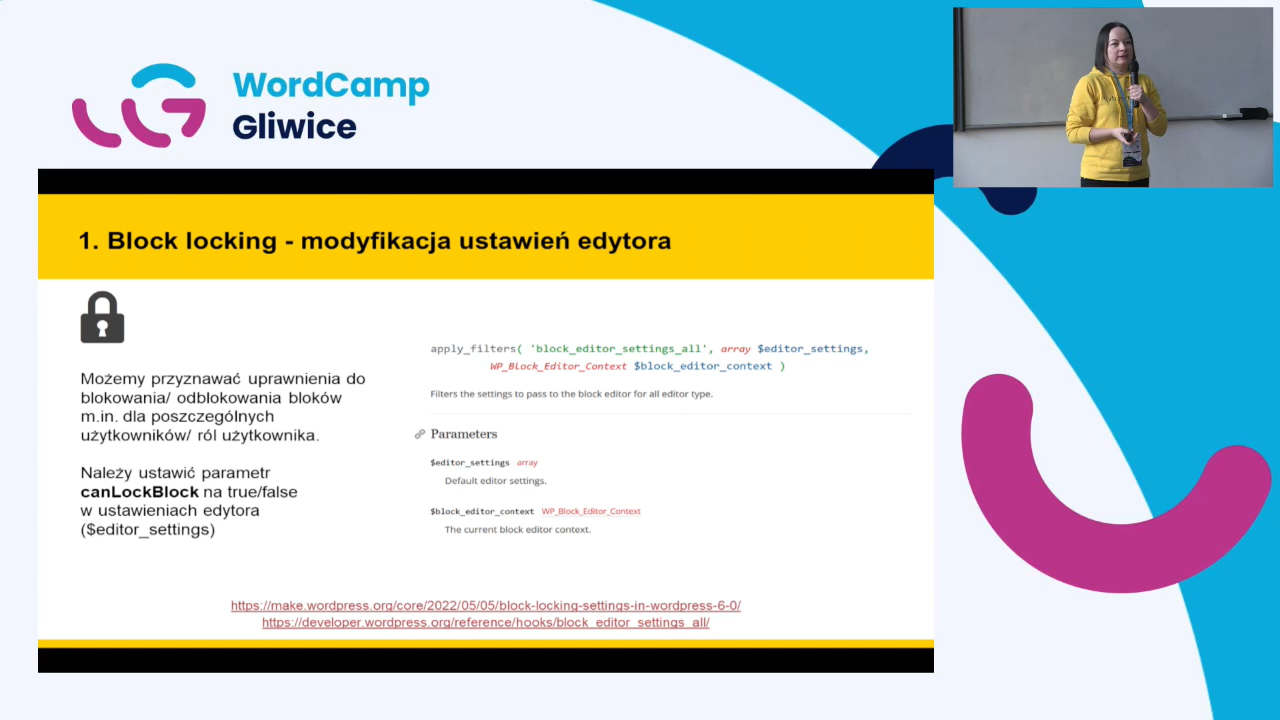 WordCamp
Gliwice
1. Block locking - modyfikacja ustawień edytora
Możemy przyznawać uprawnienia do
blokowania/ odblokowania bloków
m.in. dla poszczególnych
użytkowników/ ról użytkownika.
Należy ustawić parametr
canLockBlock na true/false
w ustawieniach edytora
($editor_settings)
apply_filters( 'block_editor_settings_all', array $editor_settings,
WP_Block_Editor_Context $block_editor_context )
Filters the settings to pass to the block editor for all editor type.
Parameters
$editor_settings array
Default editor settings.
$block_editor_context WP_Block_Editor_Context
The current block editor context.
https://make.wordpress.org/core/2022/05/05/block-locking-settings-in-wordpress-6-0/
https://developer.wordpress.org/reference/hooks/block_editor_settings_all/